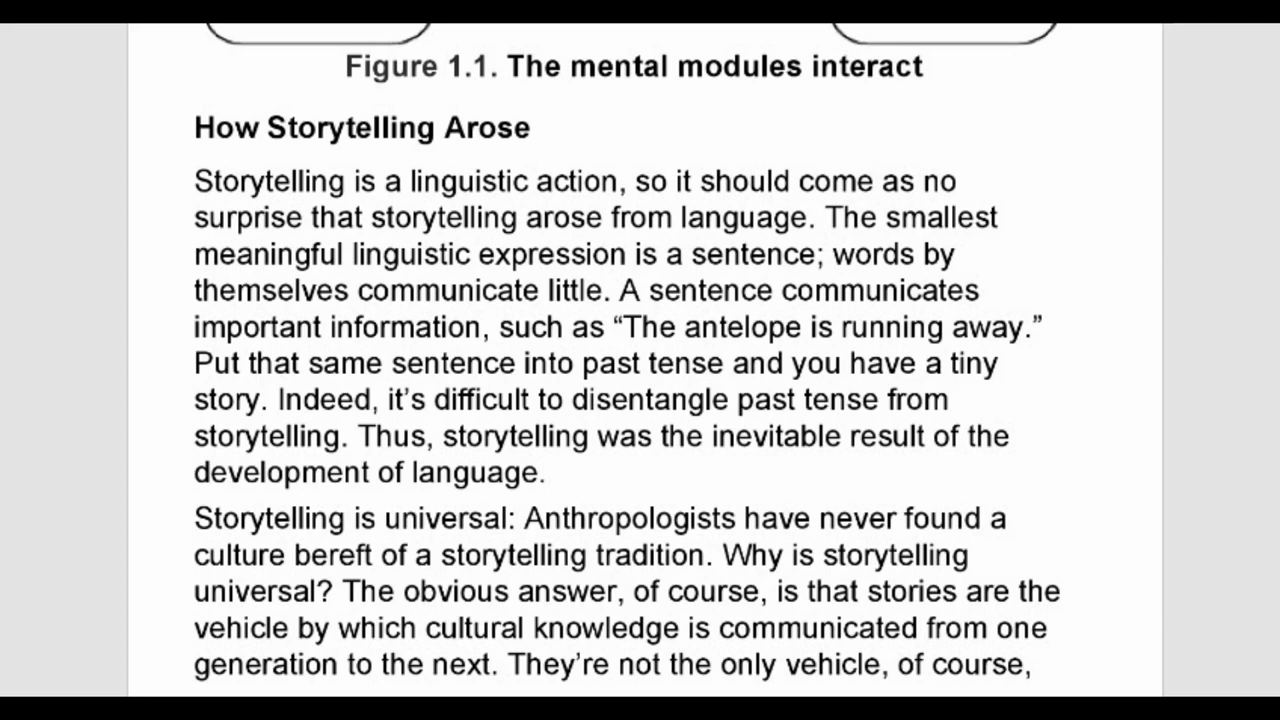 Figure 1.1. The mental modules interact
How Storytelling Arose
Storytelling is a linguistic action, so it should come as no
surprise that storytelling arose from language. The smallest
meaningful linguistic expression is a sentence; words by
themselves communicate little. A sentence communicates
important information, such as “The antelope is running away.”
Put that same sentence into past tense and you have a tiny
story. Indeed, it’s difficult to disentangle past tense from
storytelling. Thus, storytelling was the inevitable result of the
development of language.
Storytelling is universal: Anthropologists have never found a
culture bereft of a storytelling tradition. Why is storytelling
universal? The obvious answer, of course, is that stories are the
vehicle by which cultural knowledge is communicated from one
generation to the next. They’re not the only vehicle, of course,